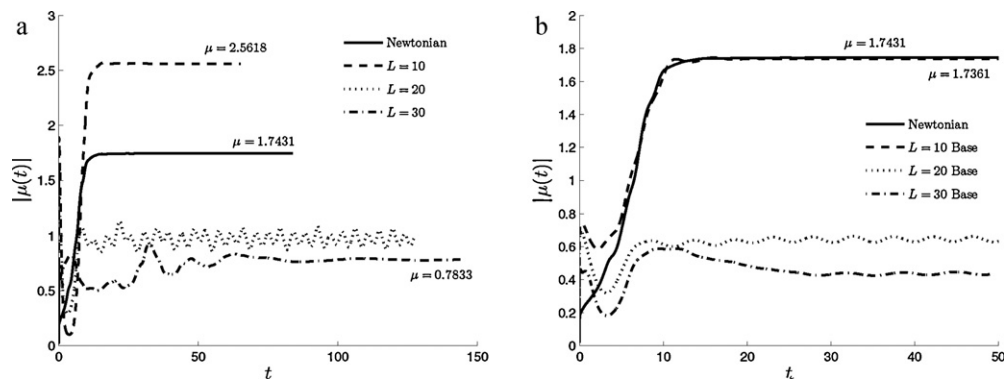 a
3
2.5
2
1.5
1
0.5
0
0
50
100
150
|μ(t)|
t
μ = 2.5618
μ = 1.7431
μ = 0.7833
Newtonian
L = 10
L = 20
L = 30
b
2
1.8
1.6
1.4
1.2
1
0.8
0.6
0.4
0.2
0
0
10
20
30
40
50
|μ(t)|
t
μ = 1.7431
μ = 1.7361
Newtonian
L = 10 Base
L = 20 Base
L = 30 Base